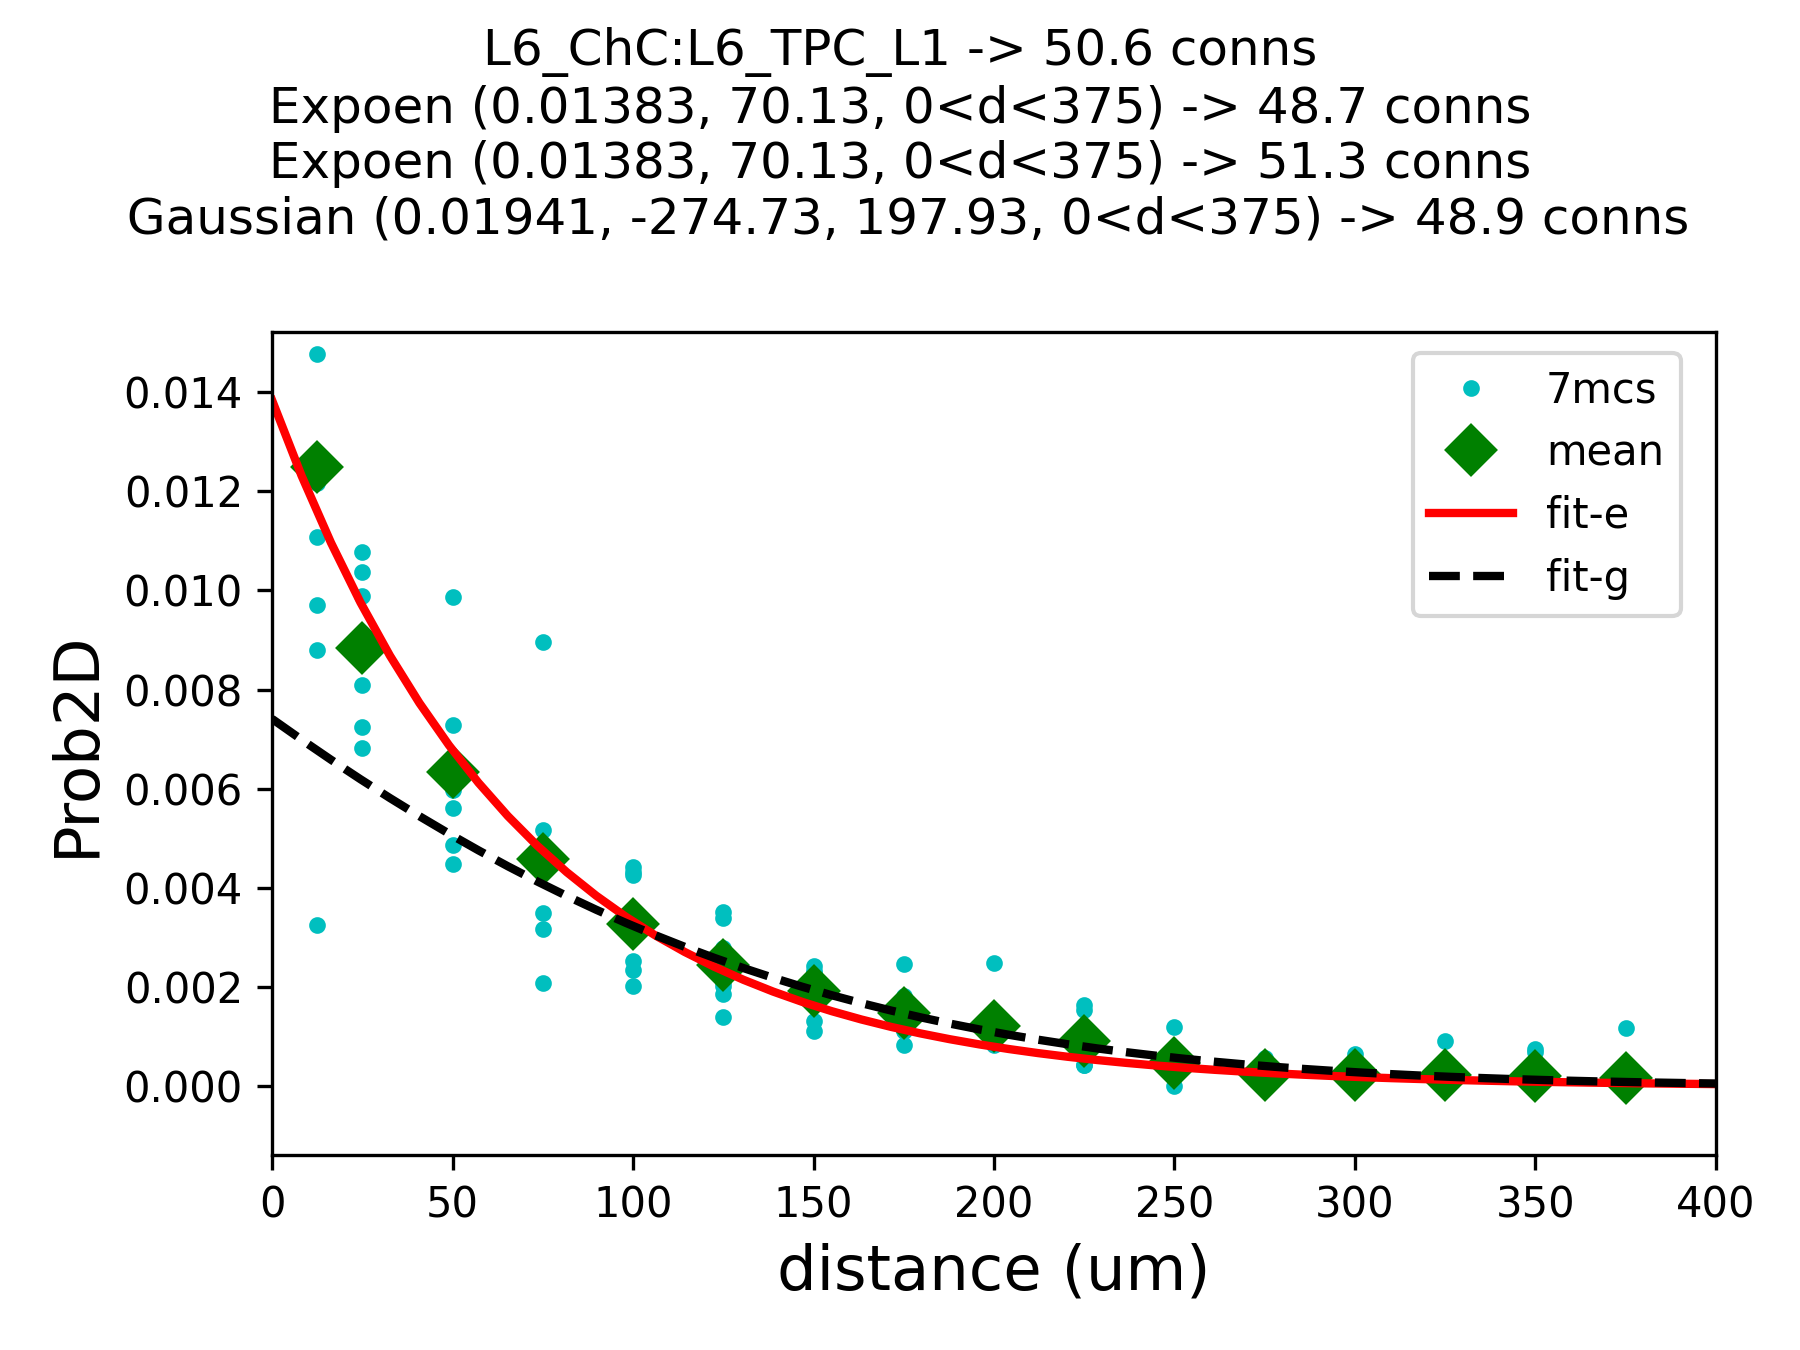 L6_ChC:L6_TPC_L1 -> 50.6 conns
Expoen (0.01383, 70.13, 0<d<375) -> 48.7 conns
Expoen (0.01383, 70.13, 0<d<375) -> 51.3 conns
Gaussian (0.01941, -274.73, 197.93, 0<d<375) -> 48.9 conns
7mcs
mean
fit-e
fit-g
Prob2D
0.014
0.012
0.010
0.008
0.006
0.004
0.002
0.000
0 50 100 150 200 250 300 350 400
distance (um)